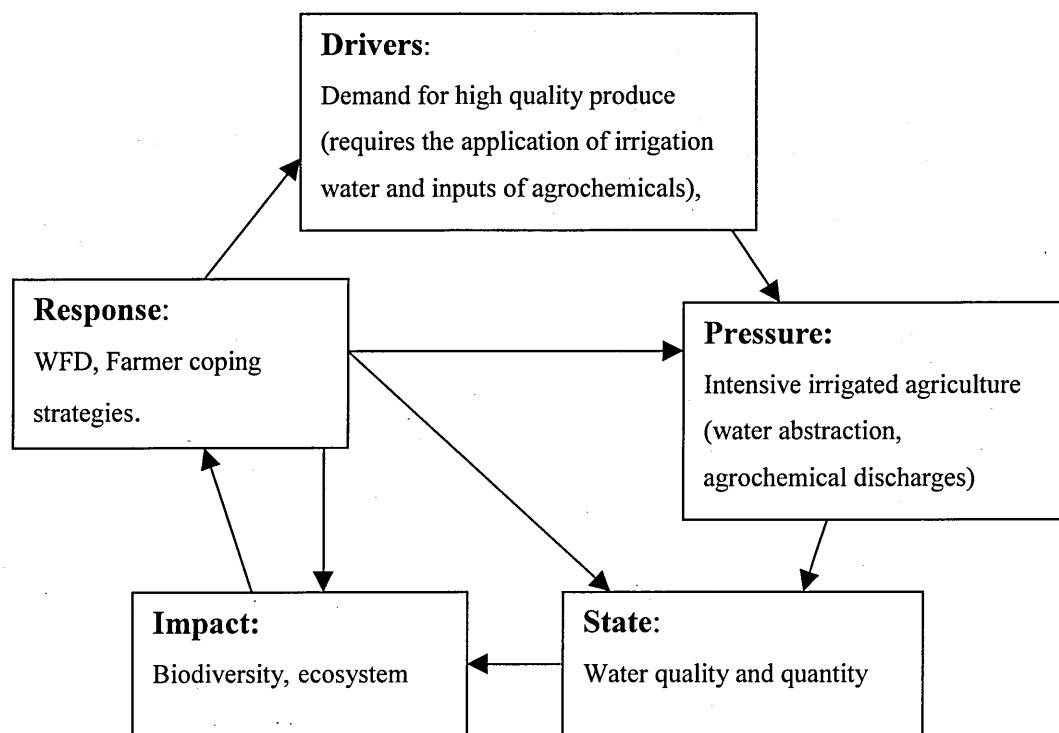 Drivers:
Demand for high quality produce
(requires the application of irrigation
water and inputs of agrochemicals),
Response:
WFD, Farmer coping
strategies.
Pressure:
Intensive irrigated agriculture
(water abstraction,
agrochemical discharges)
Impact:
Biodiversity, ecosystem
State:
Water quality and quantity